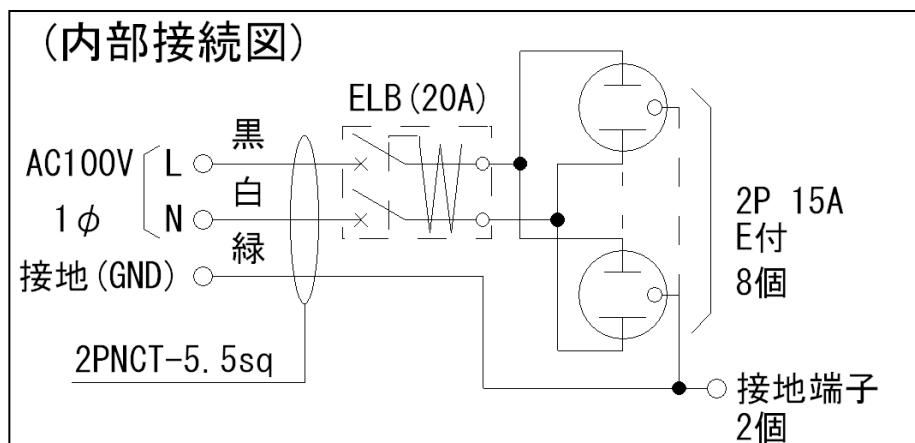 (内部接続図)
ELB(20A)
黒
AC100V L
白
1φ N
緑
接地(GND)
2PNCT-5.5sq
2P 15A
E付
8個
接地端子
2個